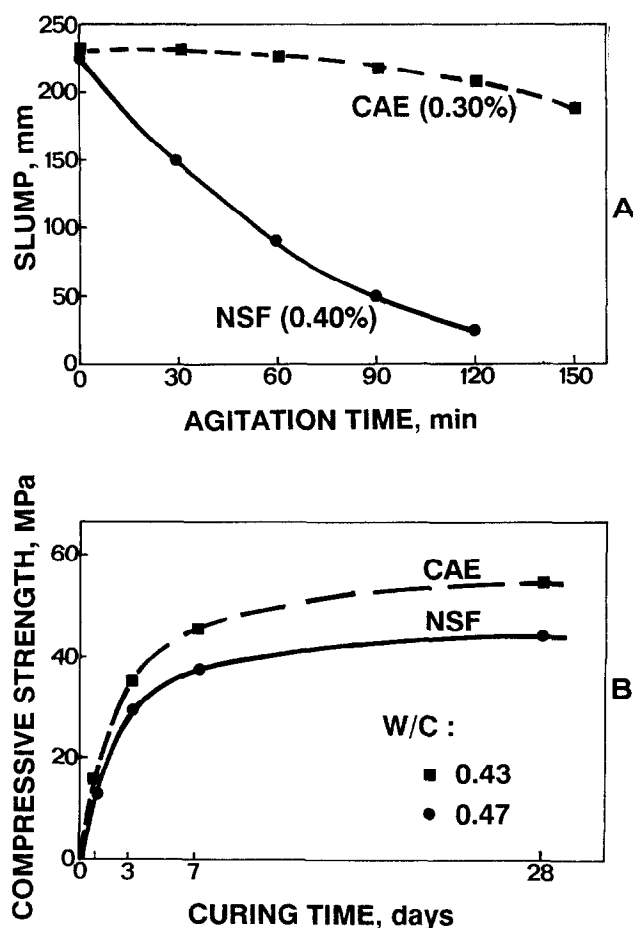 250
200
150
100
50
0
SLUMP, mm
CAE (0.30%)
NSF (0.40%)
0 30 60 90 120 150
AGITATION TIME, min
A
60
40
20
0
COMPRESSIVE STRENGTH, MPa
CAE
NSF
W/C :
0.43
0.47
0 3 7 28
CURING TIME, days
B